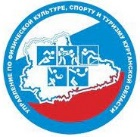 УПРАВЛЕНИЕ ПО ФИЗИЧЕСКОЙ КУЛЬТУРЕ, СПОРТУ И ТУРИЗМУ КУРГАНСКОЙ ОБЛАСТИ